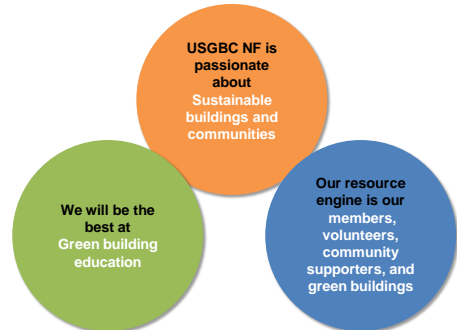 USGBC NF is
passionate
about
Sustainable
buildings and
communities
We will be the
best at
Green building
education
Our resource
engine is our
members,
volunteers,
community
supporters, and
green buildings